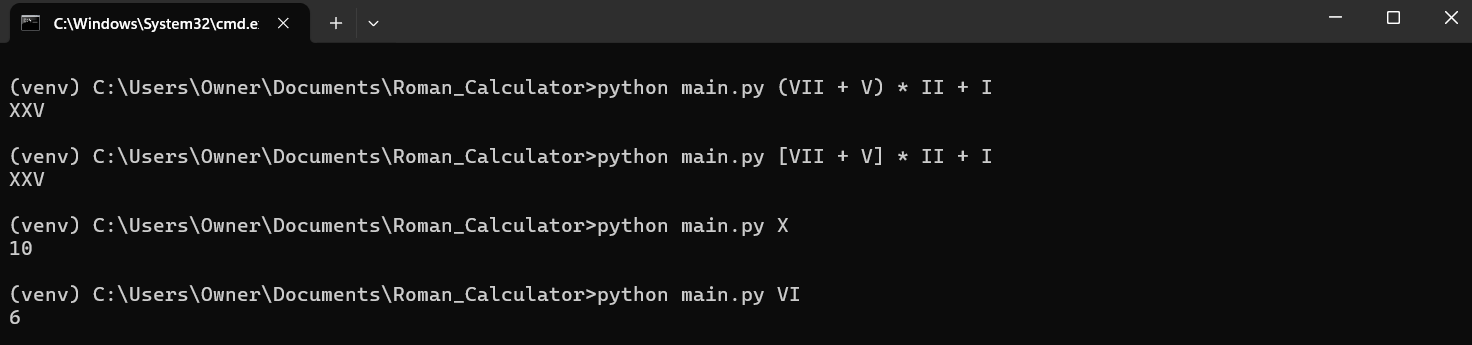 C:\Windows\System32\cmd.e
(venv) C:\Users\Owner\Documents\Roman_Calculator>python main.py (VII + V) * II + I
XXV
(venv) C:\Users\Owner\Documents\Roman_Calculator>python main.py [VII + V] * II + I
XXV
(venv) C:\Users\Owner\Documents\Roman_Calculator>python main.py X
10
(venv) C:\Users\Owner\Documents\Roman_Calculator>python main.py VI
6